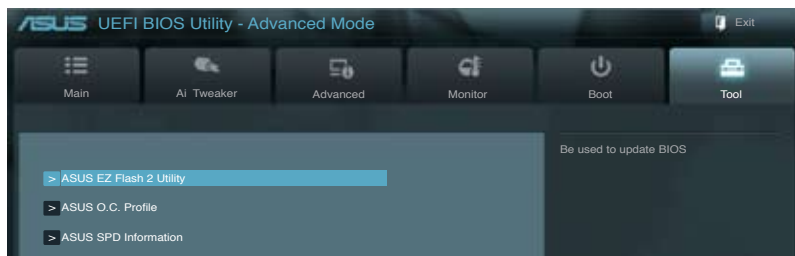 ASUS UEFI BIOS Utility - Advanced Mode
Exit
Main
Ai Tweaker
Advanced
Monitor
Boot
Tool
Be used to update BIOS
> ASUS EZ Flash 2 Utility
> ASUS O.C. Profile
> ASUS SPD Information